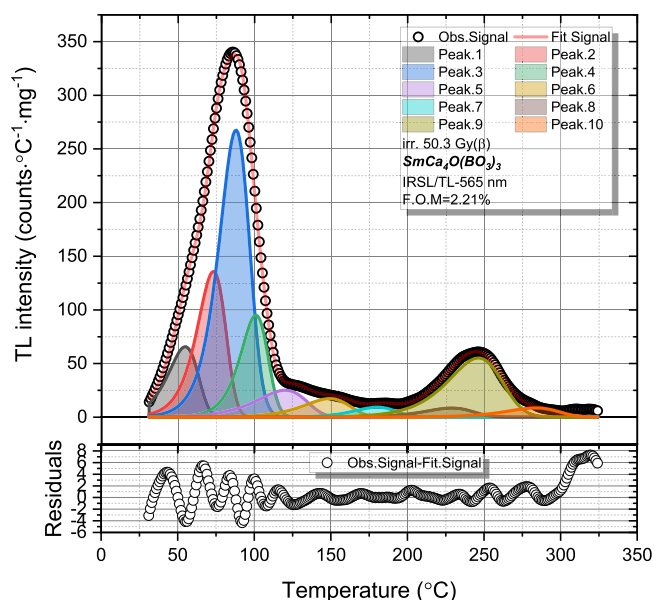 350
300
250
200
150
100
50
0
TL intensity (counts·°C⁻¹·mg⁻¹)
Obs.Signal Fit Signal
Peak.1 Peak.2
Peak.3 Peak.4
Peak.5 Peak.6
Peak.7 Peak.8
Peak.9 Peak.10
irr. 50.3 Gy(β)
SmCa₄O(BO₃)₃
IRSL/TL-565 nm
F.O.M=2.21%
8
6
4
2
0
-2
-4
-6
Residuals
Obs.Signal-Fit.Signal
0 50 100 150 200 250 300 350
Temperature (°C)